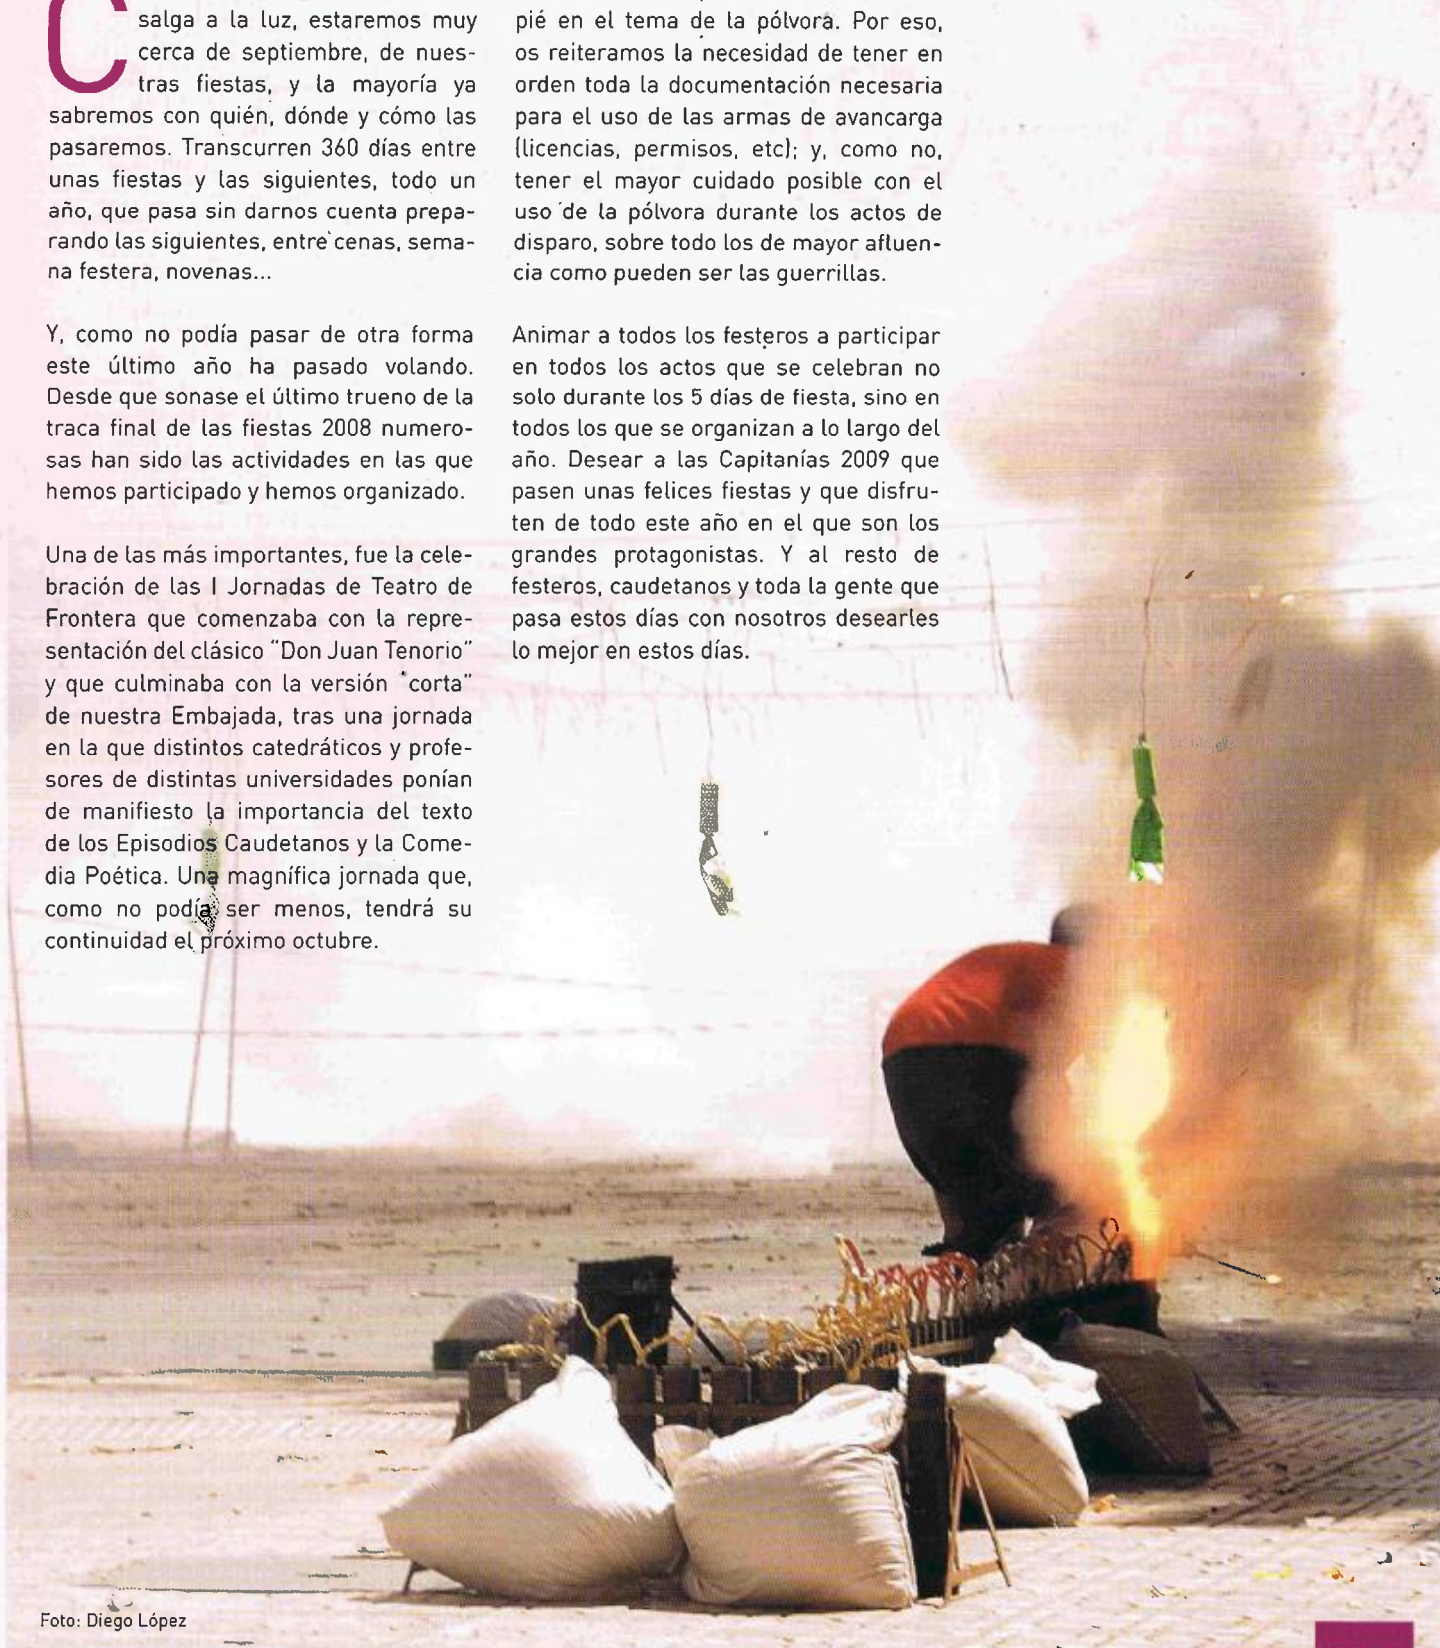 C
salga a la luz, estaremos muy
cerca de septiembre, de nues-
tras fiestas, y la mayoría ya
sabremos con quién, dónde y cómo las
pasaremos. Transcurren 360 días entre
unas fiestas y las siguientes, todo un
año, que pasa sin darnos cuenta prepa-
rando las siguientes, entre cenas, sema-
na festera, novenas...
Y, como no podía pasar de otra forma
este último año ha pasado volando.
Desde que sonase el último trueno de la
traca final de las fiestas 2008 numero-
sas han sido las actividades en las que
hemos participado y hemos organizado.
Una de las más importantes, fue la cele-
bración de las I Jornadas de Teatro de
Frontera que comenzaba con la repre-
sentación del clásico "Don Juan Tenorio"
y que culminaba con la versión "corta"
de nuestra Embajada, tras una jornada
en la que distintos catedráticos y profe-
sores de distintas universidades ponían
de manifiesto la importancia del texto
de los Episodios Caudetanos y la Come-
dia Poética. Una magnífica jornada que,
como no podía ser menos, tendrá su
continuidad el próximo octubre.
pié en el tema de la pólvora. Por eso,
os reiteramos la necesidad de tener en
orden toda la documentación necesaria
para el uso de las armas de avancarga
(licencias, permisos, etc); y, como no,
tener el mayor cuidado posible con el
uso de la pólvora durante los actos de
disparo, sobre todo los de mayor afluen-
cia como pueden ser las guerrillas.
Animar a todos los festeros a participar
en todos los actos que se celebran no
solo durante los 5 días de fiesta, sino en
todos los que se organizan a lo largo del
año. Desear a las Capitanías 2009 que
pasen unas felices fiestas y que disfru-
ten de todo este año en el que son los
grandes protagonistas. Y al resto de
festeros, caudetanos y toda la gente que
pasa estos días con nosotros desearles
lo mejor en estos días.
Foto: Diego López